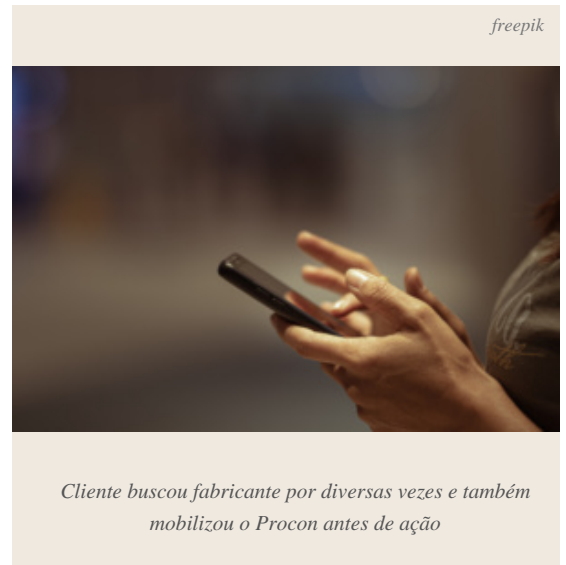 freepik
Cliente buscou fabricante por diversas vezes e também
mobilizou o Procon antes de ação